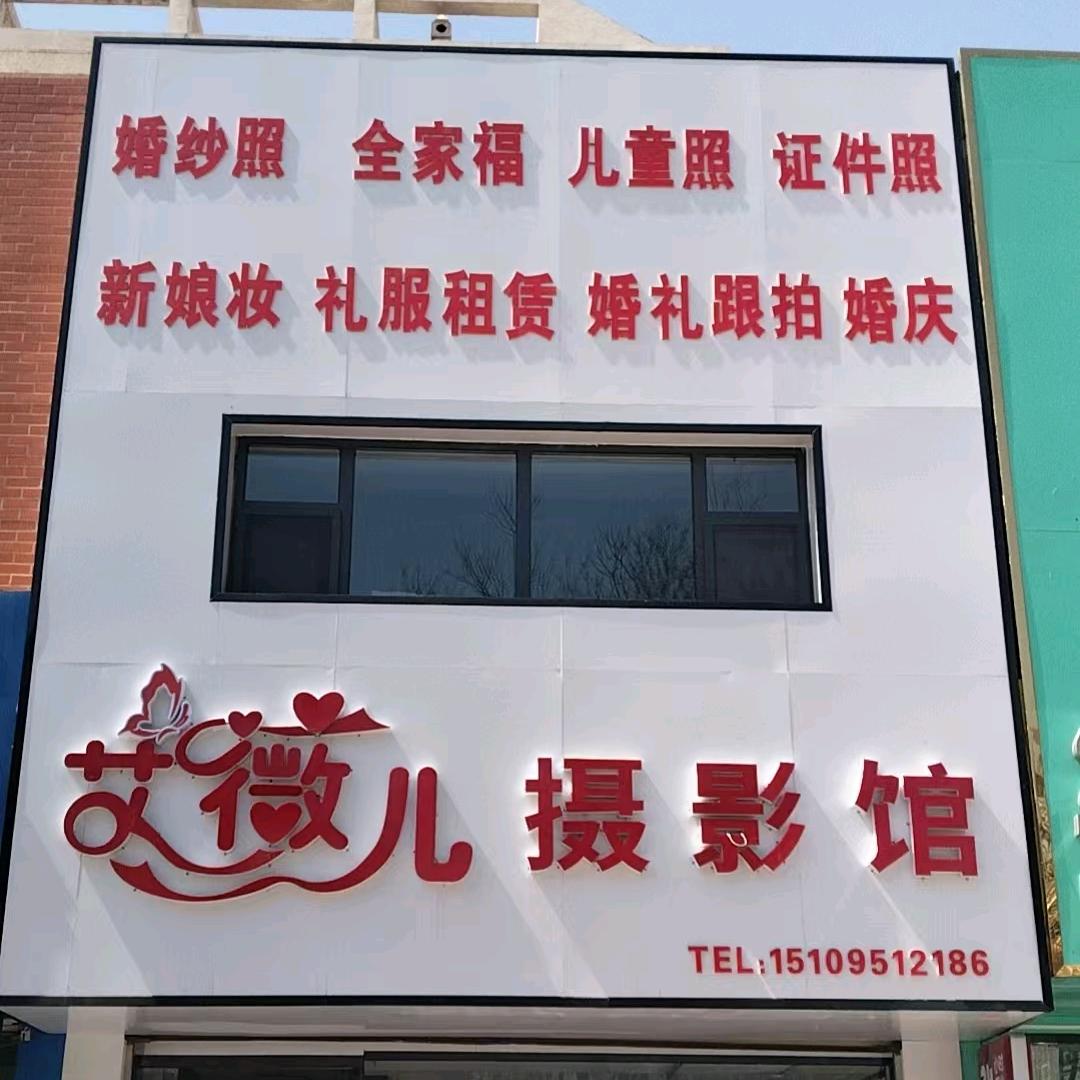 婚纱照 全家福 儿童照 证件照
新娘妆 礼服租赁 婚礼跟拍 婚庆
艾薇儿 摄影馆
TEL:15109512186